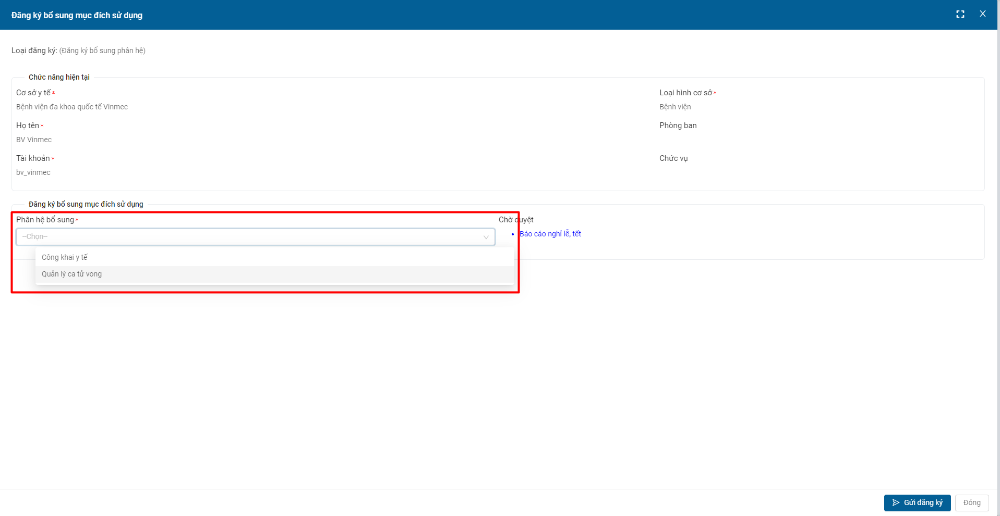 Đăng ký bổ sung mục đích sử dụng
Loại đăng ký: (Đăng ký bổ sung phân hệ)
Chức năng hiện tại
Cơ sở y tế *
Loại hình cơ sở *
Bệnh viện đa khoa quốc tế Vinmec
Bệnh viện
Họ tên *
Phòng ban
BV Vinmec
Tài khoản *
Chức vụ
bv_vinmec
Đăng ký bổ sung mục đích sử dụng
Phân hệ bổ sung *
Chờ duyệt
--Chọn--
• Báo cáo nghỉ lễ, tết
Công khai y tế
Quản lý ca tử vong
Gửi đăng ký
Đóng